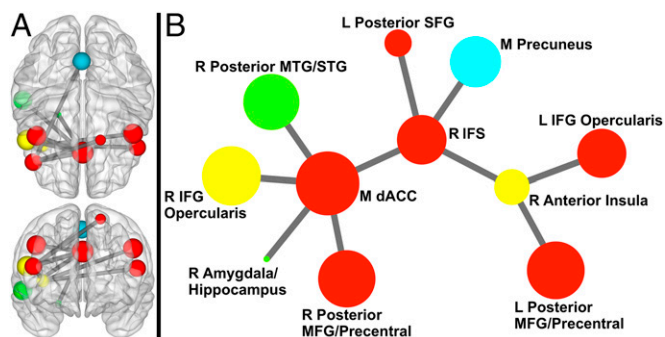 A
B
L Posterior SFG
M Precuneus
R Posterior MTG/STG
L IFG Opercularis
R IFS
R IFG
Opercularis
M dACC
R Anterior Insula
R Amygdala/
Hippocampus
R Posterior
MFG/Precentral
L Posterior
MFG/Precentral